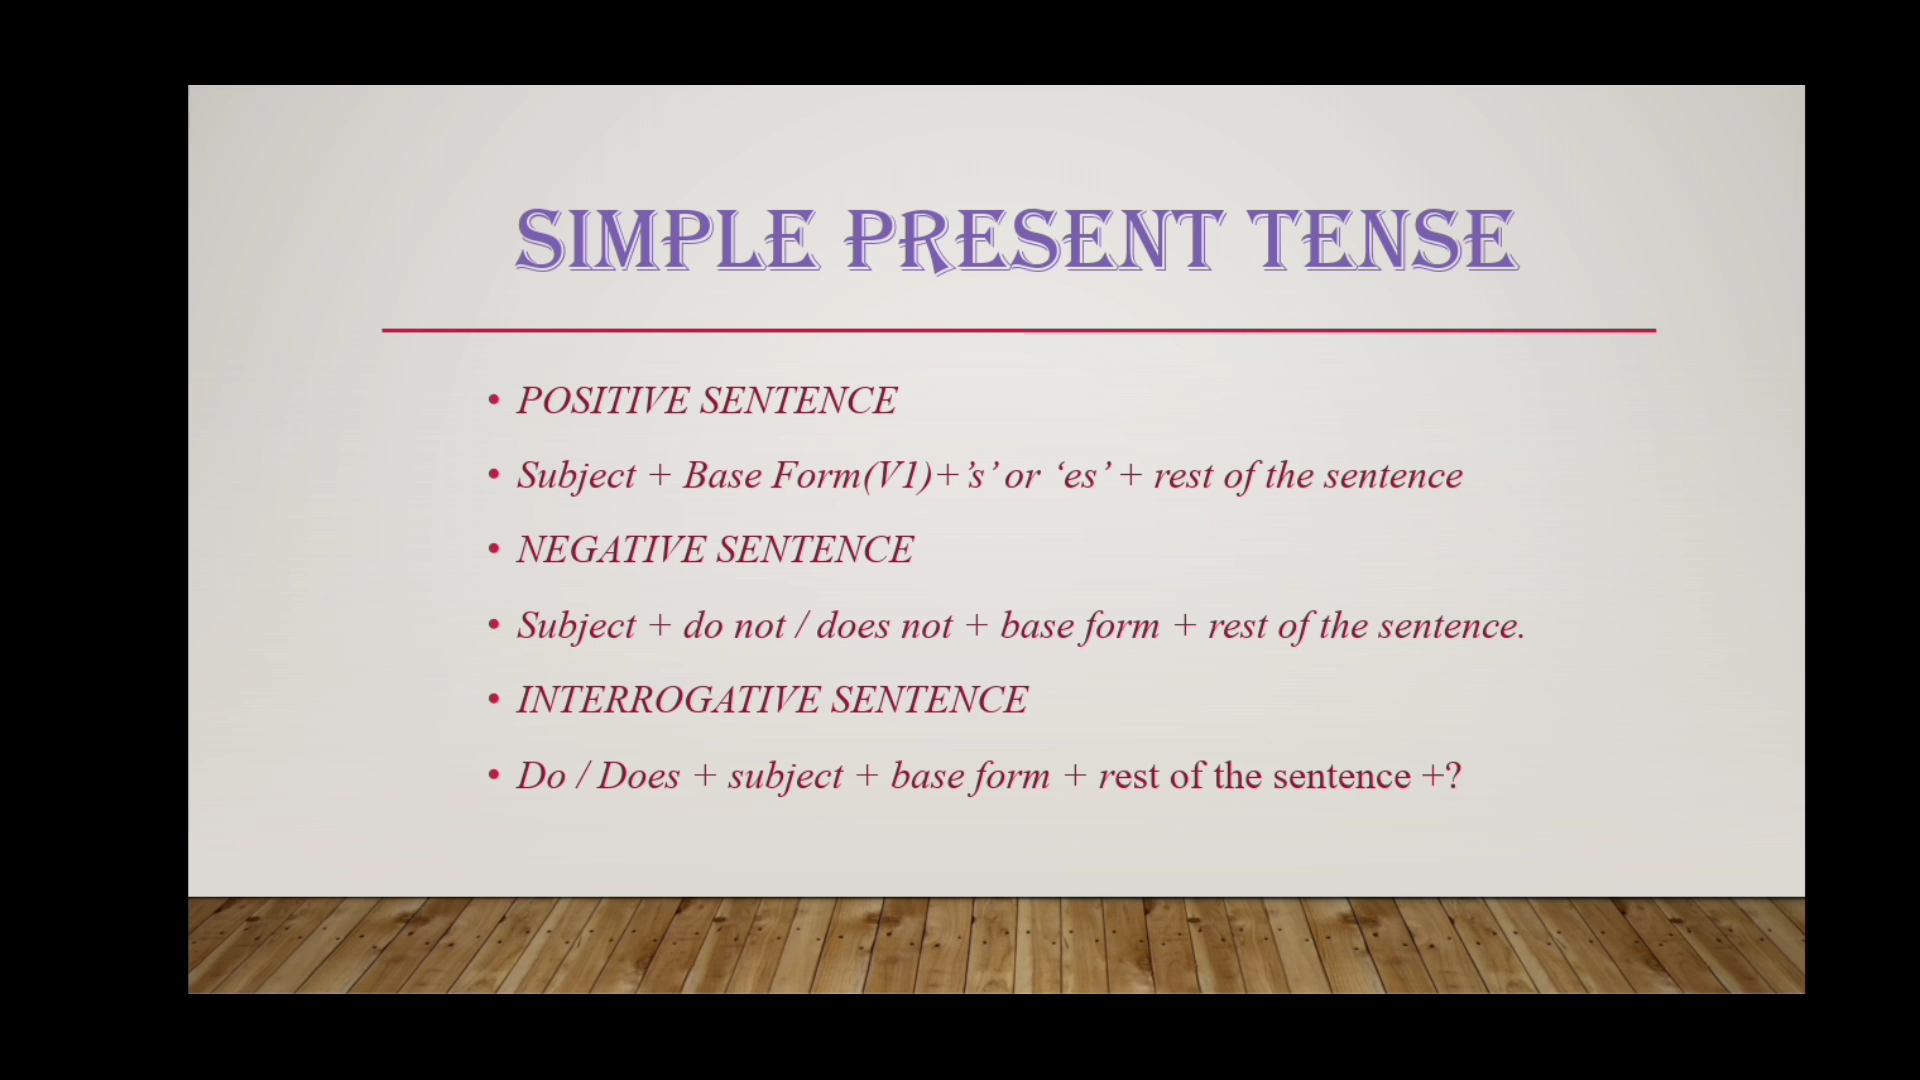 SIMPLE PRESENT TENSE
• POSITIVE SENTENCE
• Subject + Base Form(V1)+’s’ or ‘es’ + rest of the sentence
• NEGATIVE SENTENCE
• Subject + do not / does not + base form + rest of the sentence.
• INTERROGATIVE SENTENCE
• Do / Does + subject + base form + rest of the sentence +?